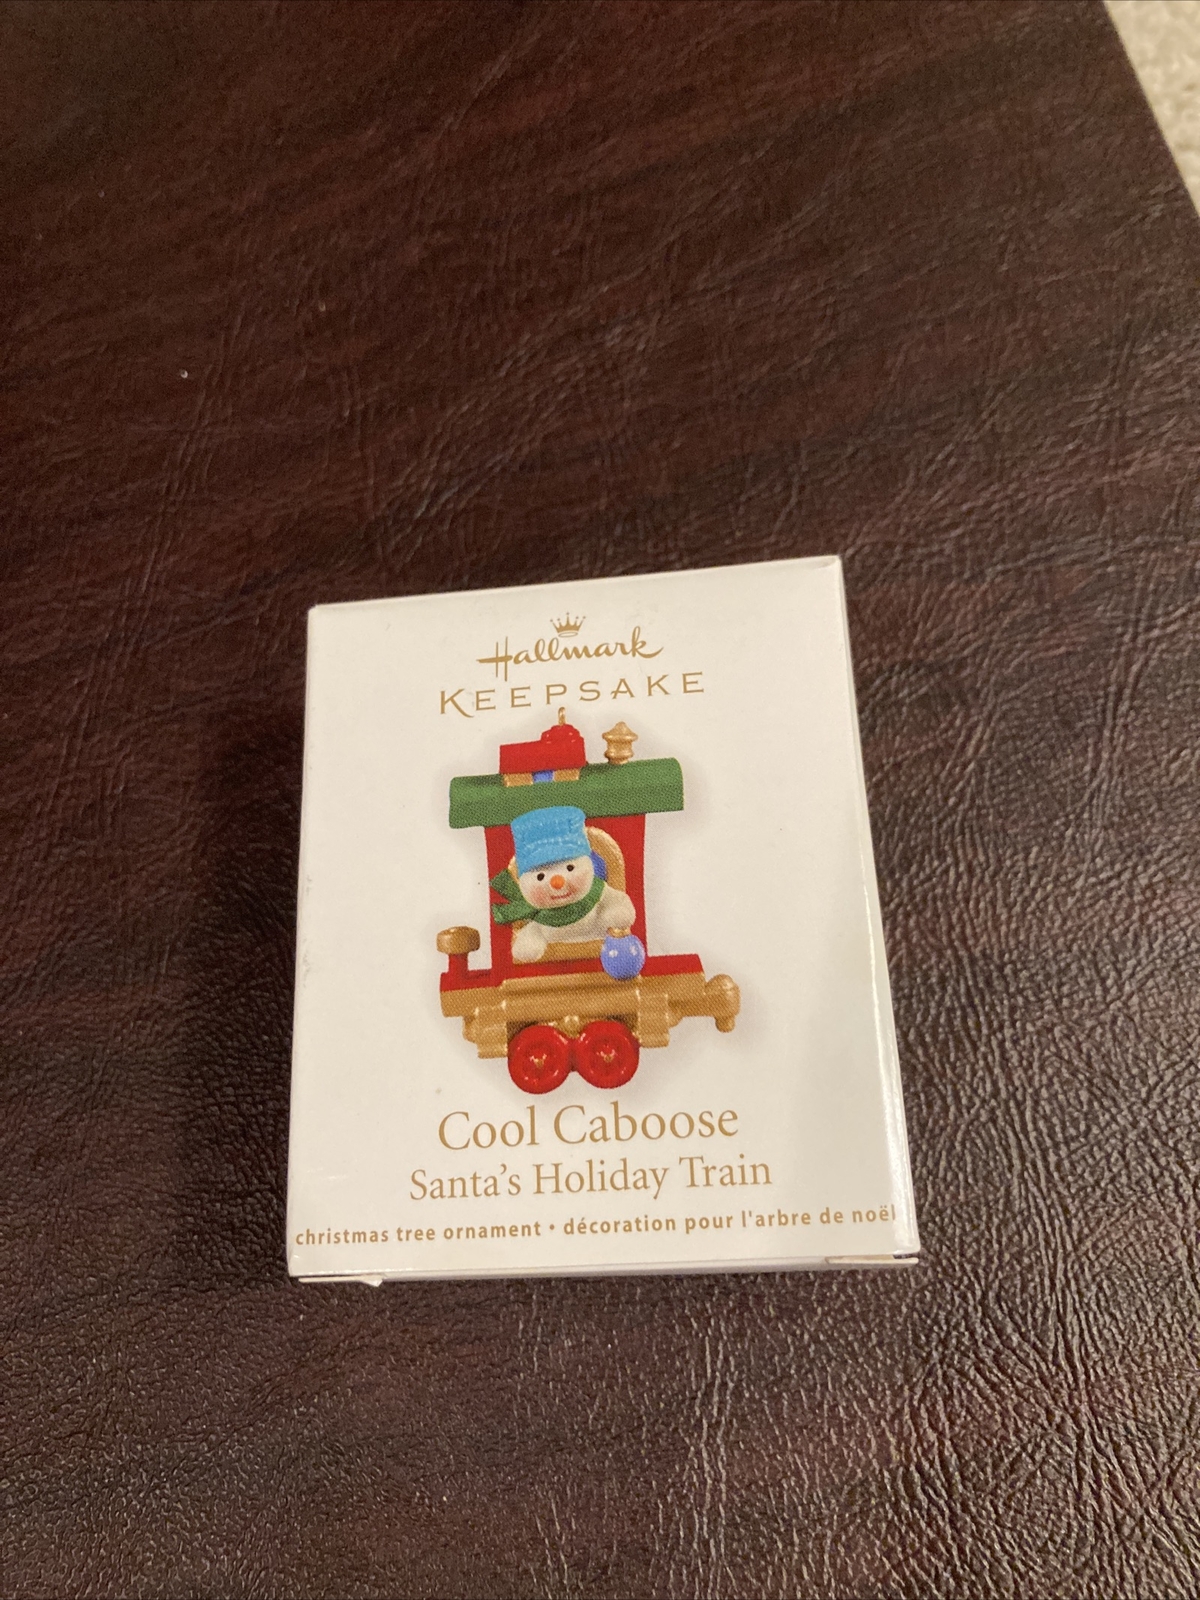 Hallmark
KEEPSAKE
Cool Caboose
Santa's Holiday Train
christmas tree ornament • décoration pour l'arbre de noël